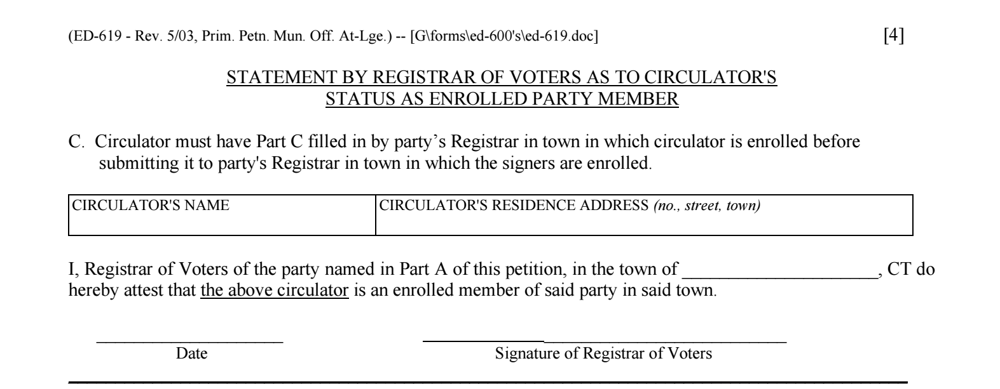 (ED-619 - Rev. 5/03, Prim. Petn. Mun. Off. At-Lge.) -- [G\forms\ed-600's\ed-619.doc] [4]
STATEMENT BY REGISTRAR OF VOTERS AS TO CIRCULATOR'S
STATUS AS ENROLLED PARTY MEMBER
C. Circulator must have Part C filled in by party’s Registrar in town in which circulator is enrolled before
submitting it to party's Registrar in town in which the signers are enrolled.
CIRCULATOR'S NAME
CIRCULATOR'S RESIDENCE ADDRESS (no., street, town)
I, Registrar of Voters of the party named in Part A of this petition, in the town of ______________________, CT do
hereby attest that the above circulator is an enrolled member of said party in said town.
Date
Signature of Registrar of Voters